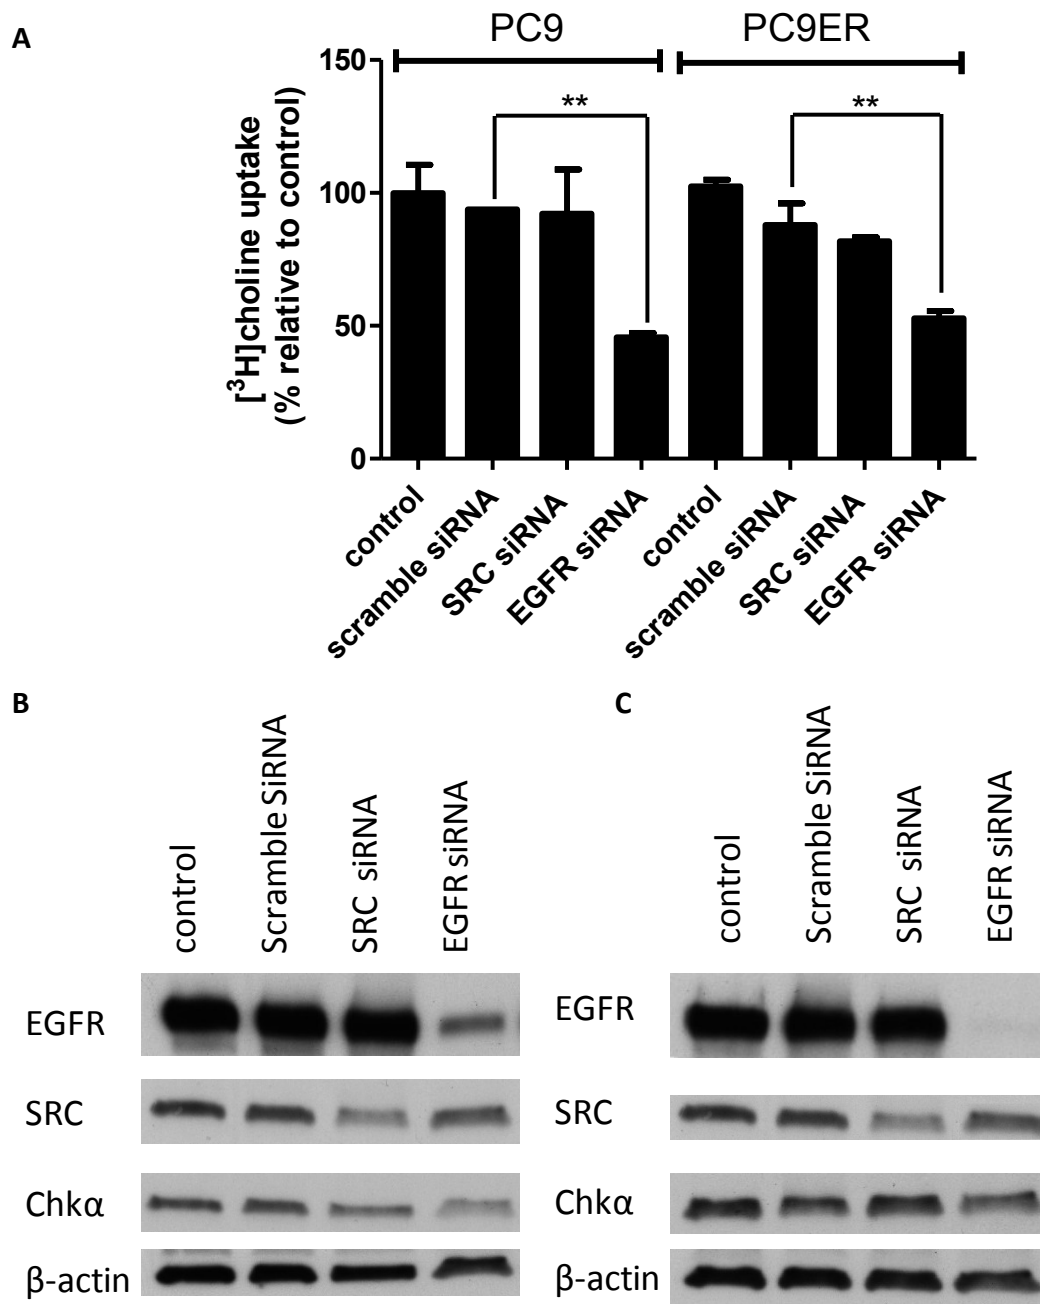 A
PC9
PC9ER
[³H]choline uptake
(% relative to control)
150
100
50
0
**
**
control
scramble siRNA
SRC siRNA
EGFR siRNA
control
scramble siRNA
SRC siRNA
EGFR siRNA
B
control
Scramble SiRNA
SRC siRNA
EGFR siRNA
EGFR
SRC
Chkα
β-actin
C
control
Scramble SiRNA
SRC siRNA
EGFR siRNA
EGFR
SRC
Chkα
β-actin